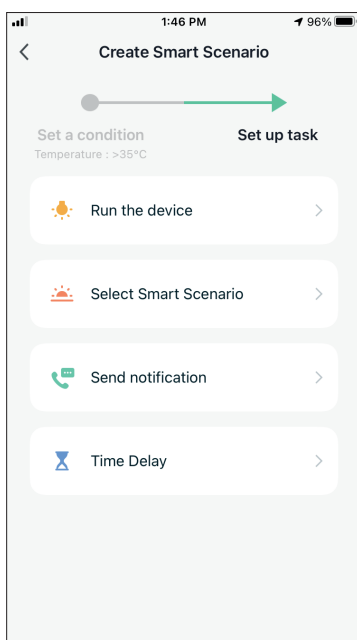 1:46 PM
96%
Create Smart Scenario
Set a condition
Set up task
Temperature : >35°C
Run the device
Select Smart Scenario
Send notification
Time Delay